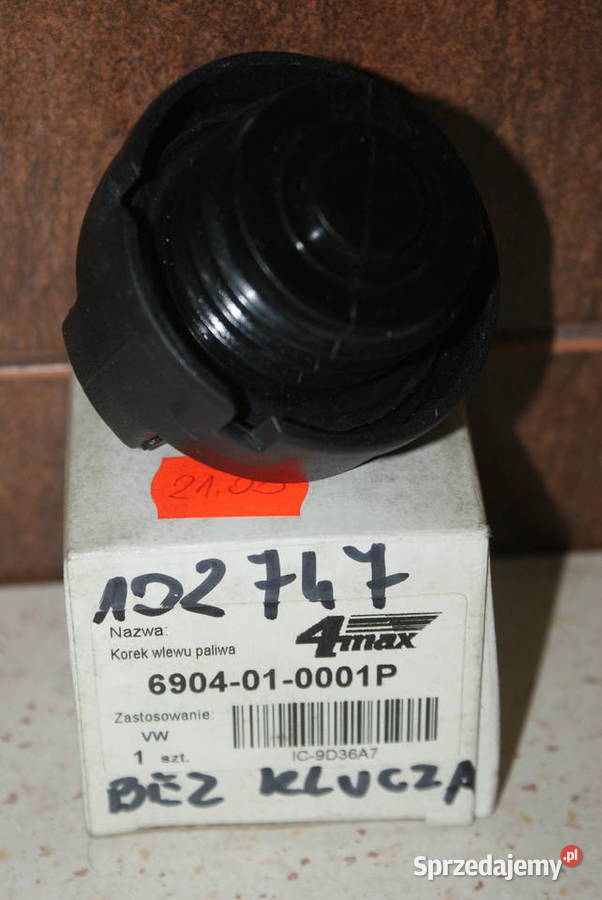 21.05
102747
Nazwa:
4max
Korek wlewu paliwa
6904-01-0001P
Zastosowanie:
VW
1 szt.
IC-9D36A7
BEZ KLUCZA
Sprzedajemy.pl